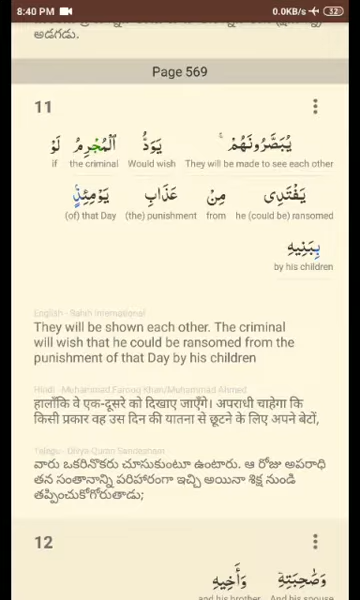 8:40 PM 0.0KB/s 32
అడగడు.
Page 569
11
يُبَصَّرُونَهُمْ ۚ يَوَدُّ ٱلْمُجْرِمُ لَوْ
They will be made to see each other Would wish the criminal if
يَفْتَدِى مِنْ عَذَابِ يَوْمِئِذٍۭ
he (could be) ransomed from (the) punishment (of) that Day
بِبَنِيهِ
by his children
English - Sahih International
They will be shown each other. The criminal
will wish that he could be ransomed from the
punishment of that Day by his children
Hindi - Muhammad Farooq Khan/Muhammad Ahmed
हालाँकि वे एक-दूसरे को दिखाए जाएँगे। अपराधी चाहेगा कि
किसी प्रकार वह उस दिन की यातना से छूटने के लिए अपने बेटों,
Telugu - Divya Quran Sandesham
వారు ఒకరినొకరు చూసుకుంటూ ఉంటారు. ఆ రోజు అపరాధి
తన సంతానాన్ని పరిహారంగా ఇచ్చి అయినా శిక్ష నుండి
తప్పించుకోగోరుతాడు;
12
وَصَـٰحِبَتِهِۦ وَأَخِيهِ
And his spouse and his brother